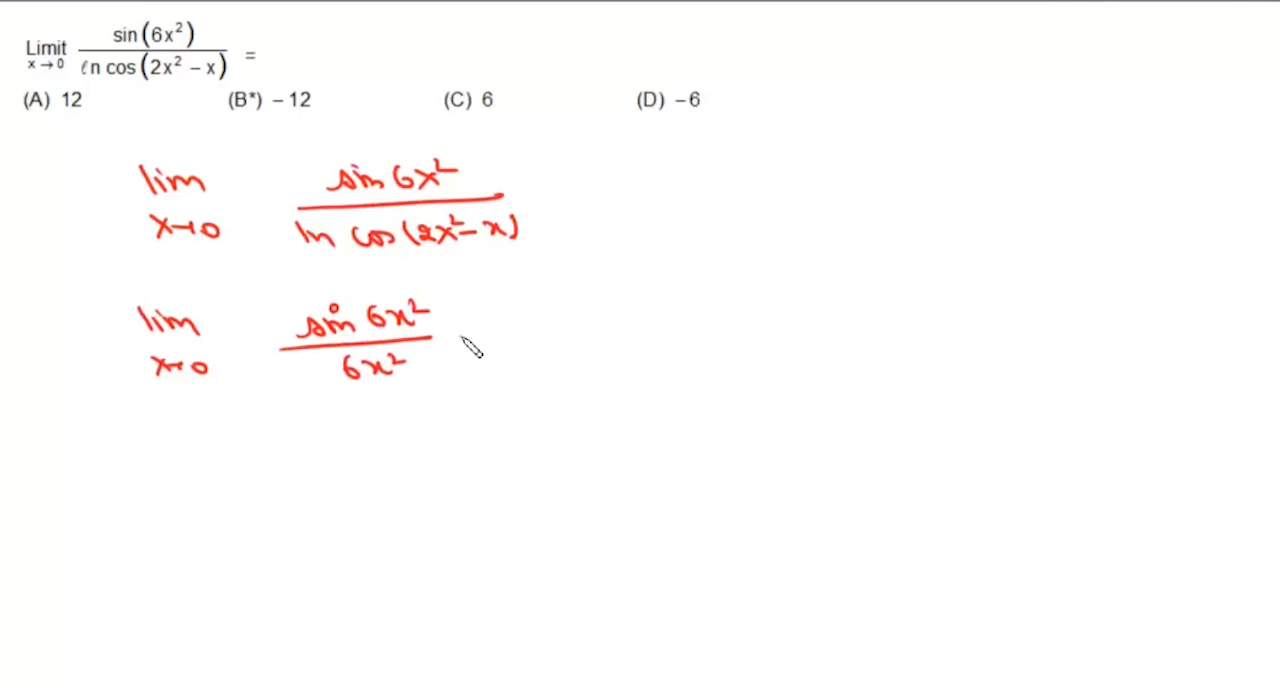 Limit x→0 sin(6x²) / ℓn cos(2x² − x) =
(A) 12 (B*) − 12 (C) 6 (D) −6
lim x→0 sin 6x² / ln cos(2x² − x)
lim x→0 sin 6x² / 6x²